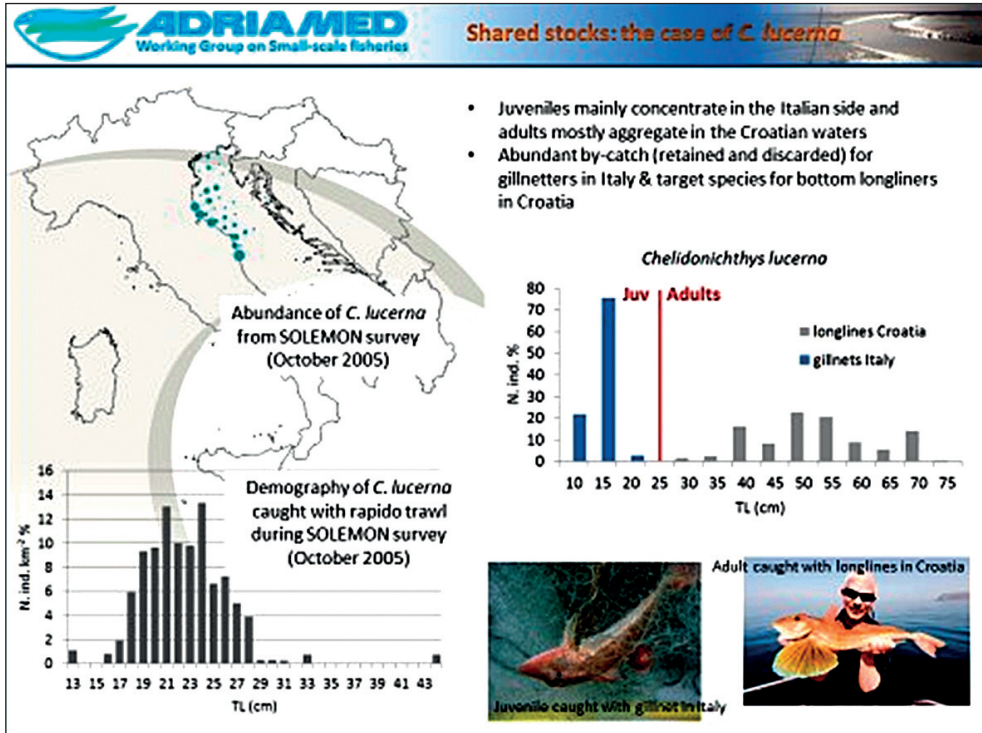 ADRIAMED
Working Group on Small-scale fisheries
Shared stocks: the case of C. lucerna
• Juveniles mainly concentrate in the Italian side and
adults mostly aggregate in the Croatian waters
• Abundant by-catch (retained and discarded) for
gillnetters in Italy & target species for bottom longliners
in Croatia
Abundance of C. lucerna
from SOLEMON survey
(October 2005)
Chelidonichthys lucerna
Juv Adults
longlines Croatia
gillnets Italy
N. ind. %
80
70
60
50
40
30
20
10
0
10 15 20 25 30 35 40 45 50 55 60 65 70 75
TL (cm)
Demography of C. lucerna
caught with rapido trawl
during SOLEMON survey
(October 2005)
N. ind. km-2 %
16
14
12
10
8
6
4
2
0
13 15 17 19 21 23 25 27 29 31 33 35 37 39 41 43
TL (cm)
Juvenile caught with gillnet in Italy
Adult caught with longlines in Croatia